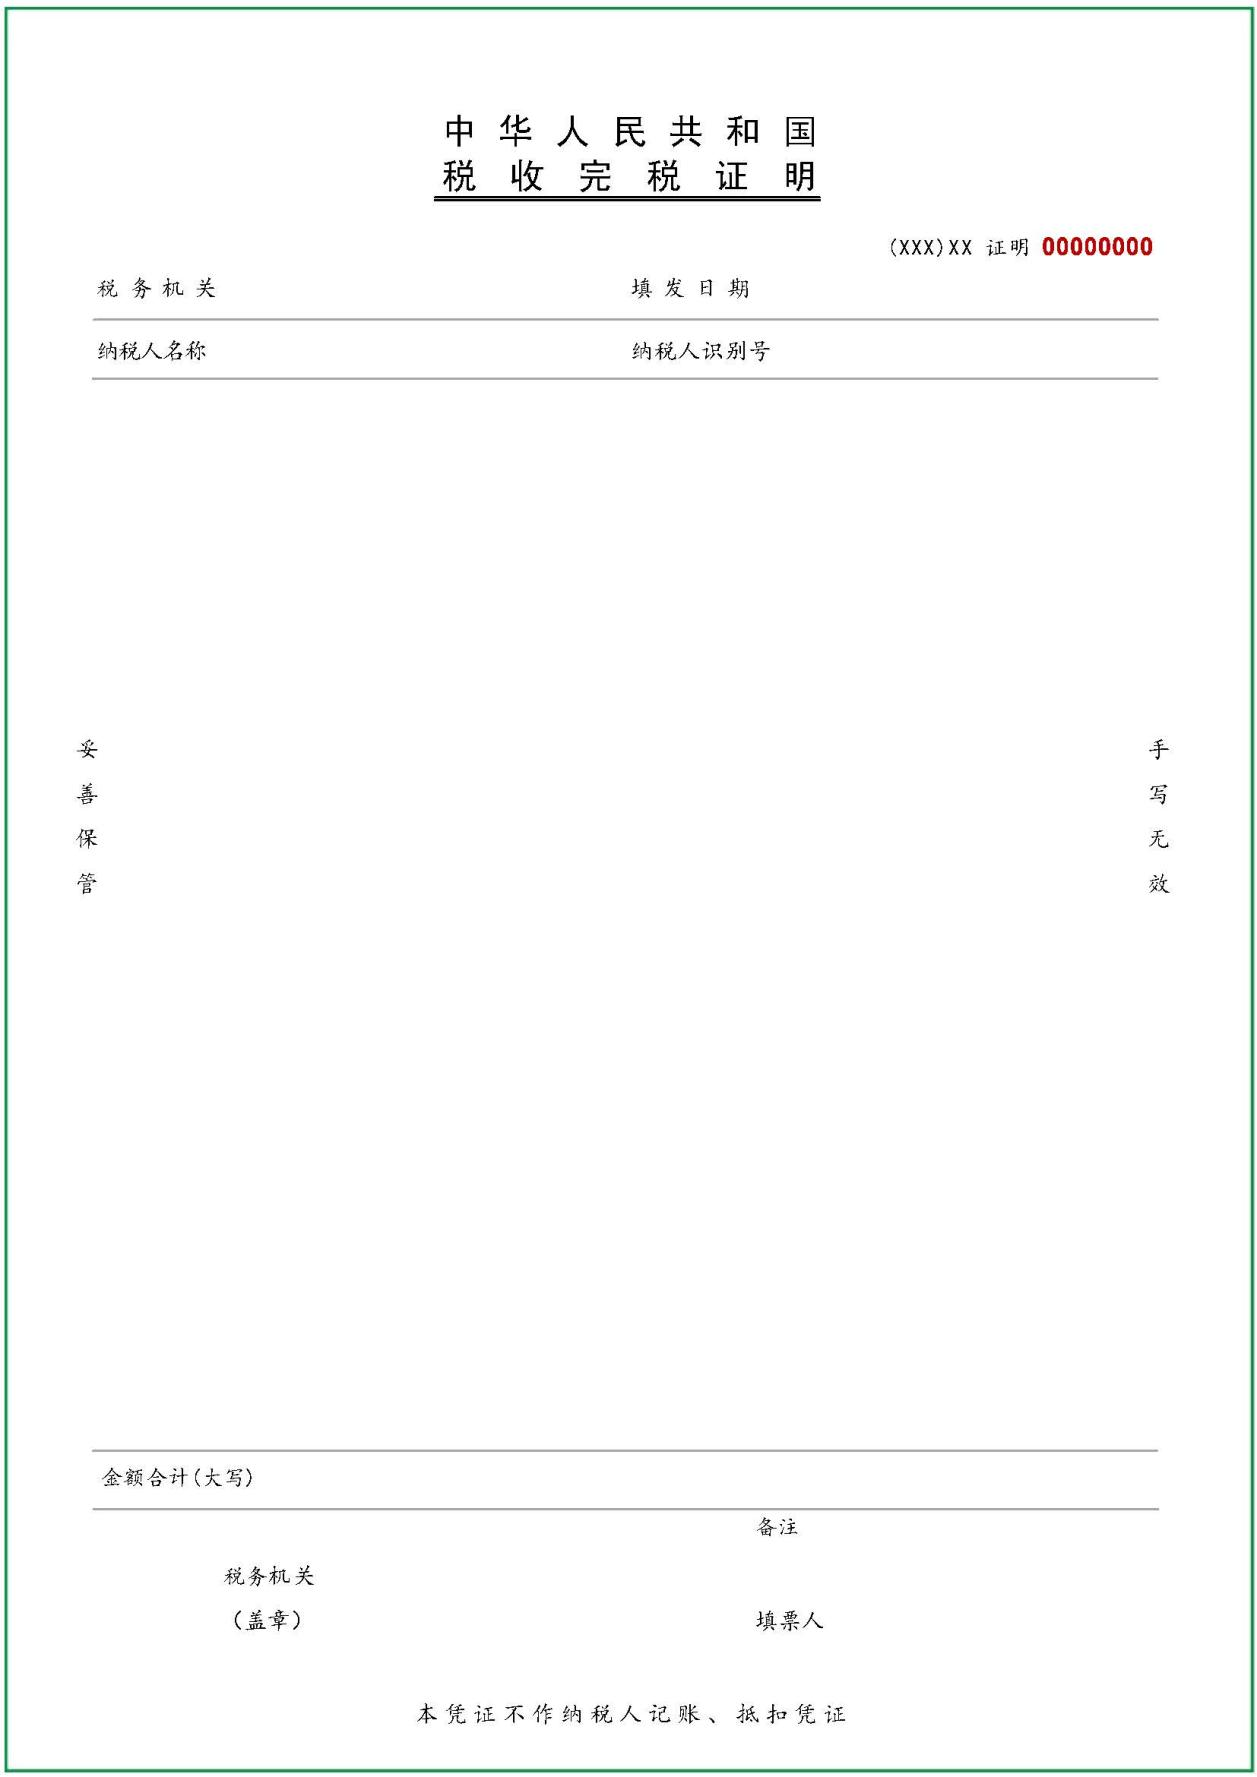 中华人民共和国
税收完税证明
(XXX)XX 证明 00000000
税务机关 填发日期
纳税人名称 纳税人识别号
妥善保管
手写无效
金额合计(大写)
备注
税务机关
(盖章) 填票人
本凭证不作纳税人记账、抵扣凭证